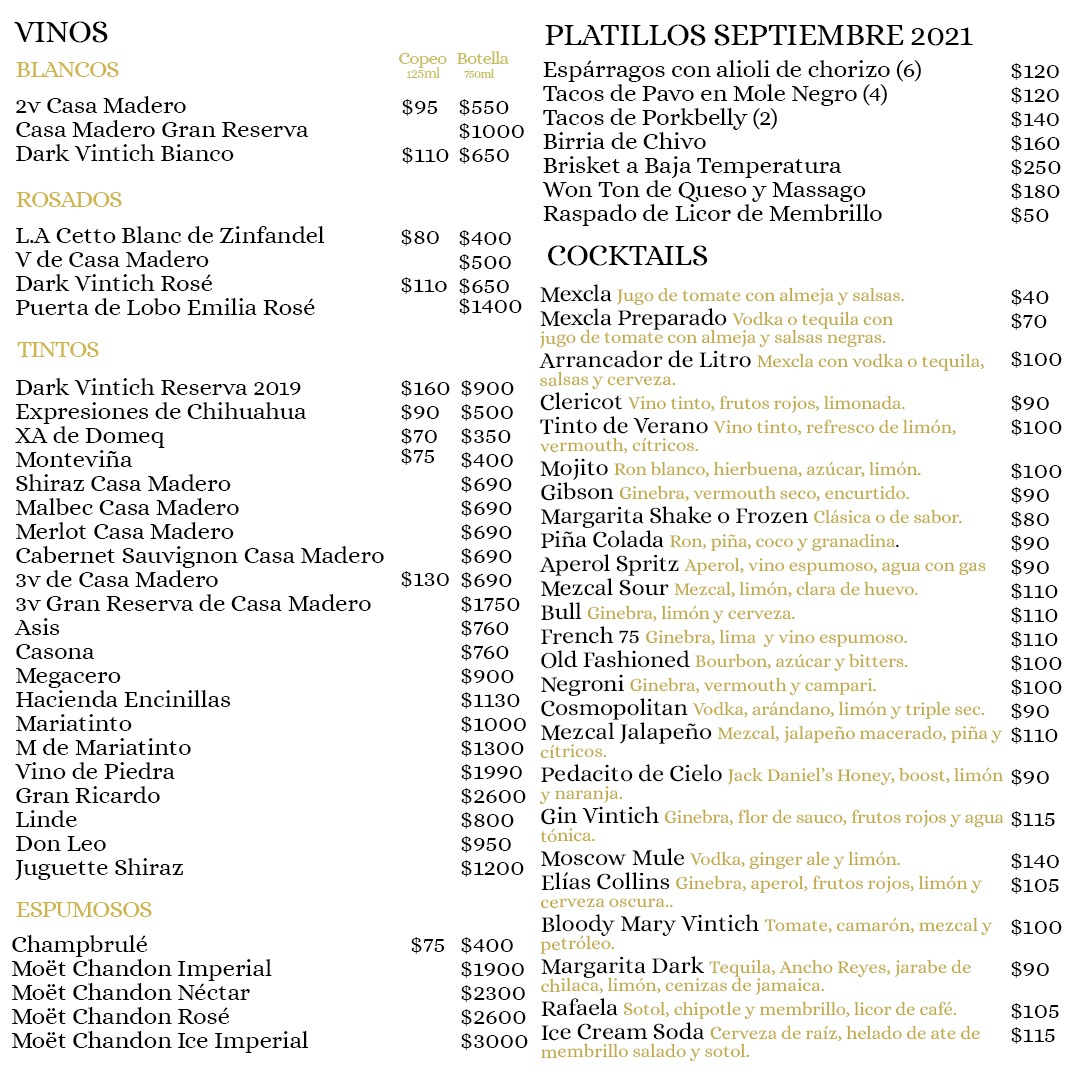 VINOS
BLANCOS
Copeo Botella
125ml 750ml
2v Casa Madero $95 $550
Casa Madero Gran Reserva $1000
Dark Vintich Bianco $110 $650
ROSADOS
L.A Cetto Blanc de Zinfandel $80 $400
V de Casa Madero $500
Dark Vintich Rosé $110 $650
Puerta de Lobo Emilia Rosé $1400
TINTOS
Dark Vintich Reserva 2019 $160 $900
Expresiones de Chihuahua $90 $500
XA de Domeq $70 $350
Monteviña $75 $400
Shiraz Casa Madero $690
Malbec Casa Madero $690
Merlot Casa Madero $690
Cabernet Sauvignon Casa Madero $690
3v de Casa Madero $130 $690
3v Gran Reserva de Casa Madero $1750
Asis $760
Casona $760
Megacero $900
Hacienda Encinillas $1130
Mariatinto $1000
M de Mariatinto $1300
Vino de Piedra $1990
Gran Ricardo $2600
Linde $800
Don Leo $950
Juguette Shiraz $1200
ESPUMOSOS
Champbrulé $75 $400
Moët Chandon Imperial $1900
Moët Chandon Néctar $2300
Moët Chandon Rosé $2600
Moët Chandon Ice Imperial $3000
PLATILLOS SEPTIEMBRE 2021
Espárragos con alioli de chorizo (6) $120
Tacos de Pavo en Mole Negro (4) $120
Tacos de Porkbelly (2) $140
Birria de Chivo $160
Brisket a Baja Temperatura $250
Won Ton de Queso y Massago $180
Raspado de Licor de Membrillo $50
COCKTAILS
Mexcla Jugo de tomate con almeja y salsas. $40
Mexcla Preparado Vodka o tequila con $70
jugo de tomate con almeja y salsas negras.
Arrancador de Litro Mexcla con vodka o tequila, $100
salsas y cerveza.
Clericot Vino tinto, frutos rojos, limonada. $90
Tinto de Verano Vino tinto, refresco de limón, $100
vermouth, cítricos.
Mojito Ron blanco, hierbuena, azúcar, limón. $100
Gibson Ginebra, vermouth seco, encurtido. $90
Margarita Shake o Frozen Clásica o de sabor. $80
Piña Colada Ron, piña, coco y granadina. $90
Aperol Spritz Aperol, vino espumoso, agua con gas $90
Mezcal Sour Mezcal, limón, clara de huevo. $110
Bull Ginebra, limón y cerveza. $110
French 75 Ginebra, lima y vino espumoso. $110
Old Fashioned Bourbon, azúcar y bitters. $100
Negroni Ginebra, vermouth y campari. $100
Cosmopolitan Vodka, arándano, limón y triple sec. $90
Mezcal Jalapeño Mezcal, jalapeño macerado, piña y $110
cítricos.
Pedacito de Cielo Jack Daniel's Honey, boost, limón $90
y naranja.
Gin Vintich Ginebra, flor de sauco, frutos rojos y agua $115
tónica.
Moscow Mule Vodka, ginger ale y limón. $140
Elías Collins Ginebra, aperol, frutos rojos, limón y $105
cerveza oscura..
Bloody Mary Vintich Tomate, camarón, mezcal y $100
petróleo.
Margarita Dark Tequila, Ancho Reyes, jarabe de $90
chilaca, limón, cenizas de jamaica.
Rafaela Sotol, chipotle y membrillo, licor de café. $105
Ice Cream Soda Cerveza de raíz, helado de ate de $115
membrillo salado y sotol.